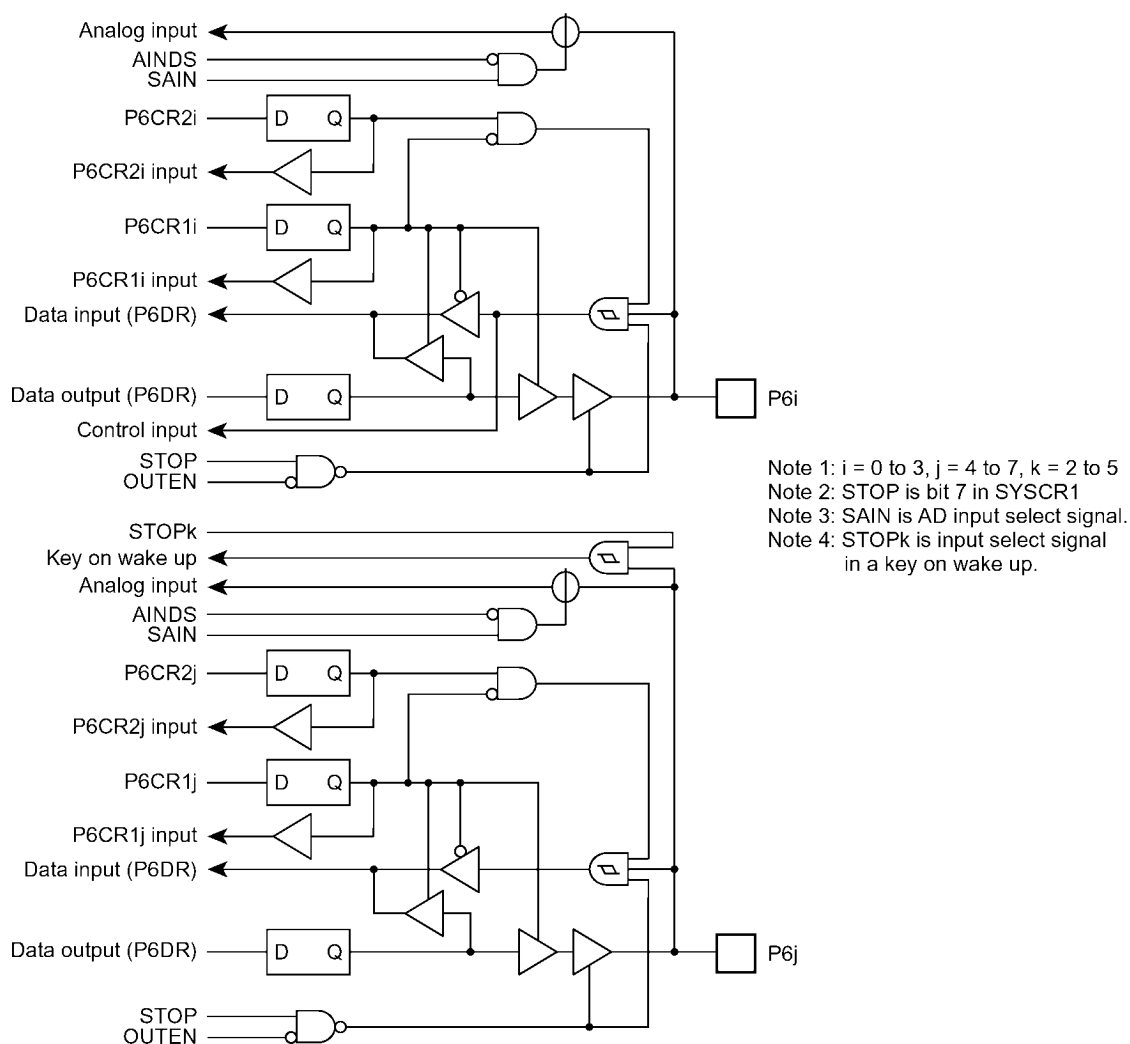 Analog input
AINDS
SAIN
P6CR2i
D Q
P6CR2i input
P6CR1i
D Q
P6CR1i input
Data input (P6DR)
Data output (P6DR)
D Q
P6i
Control input
STOP
OUTEN
Note 1: i = 0 to 3, j = 4 to 7, k = 2 to 5
Note 2: STOP is bit 7 in SYSCR1
Note 3: SAIN is AD input select signal.
Note 4: STOPk is input select signal
in a key on wake up.
STOPk
Key on wake up
Analog input
AINDS
SAIN
P6CR2j
D Q
P6CR2j input
P6CR1j
D Q
P6CR1j input
Data input (P6DR)
Data output (P6DR)
D Q
P6j
STOP
OUTEN